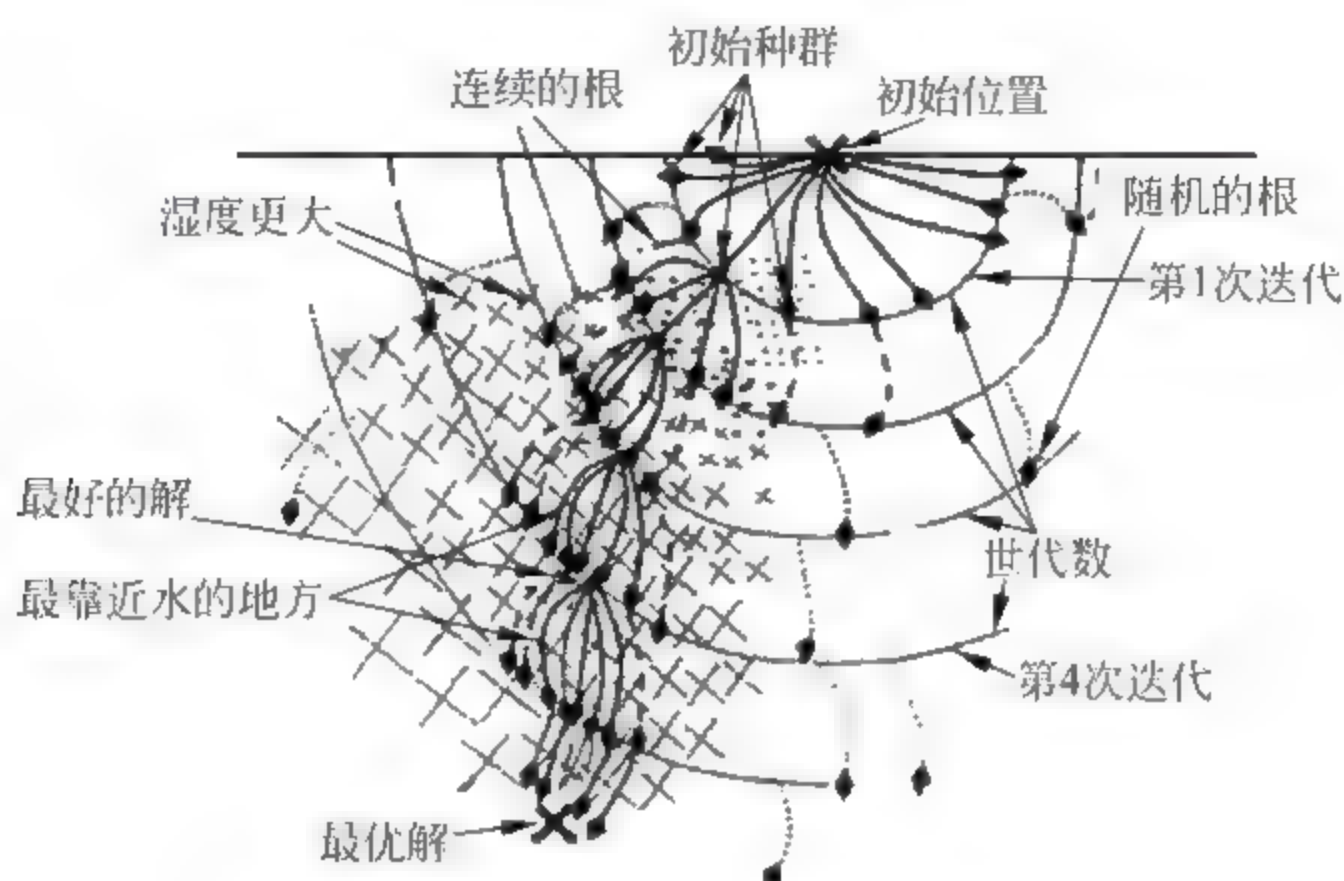 初始种群
连续的根
初始位置
湿度更大
随机的根
第1次迭代
最好的解
世代数
最靠近水的地方
第4次迭代
最优解